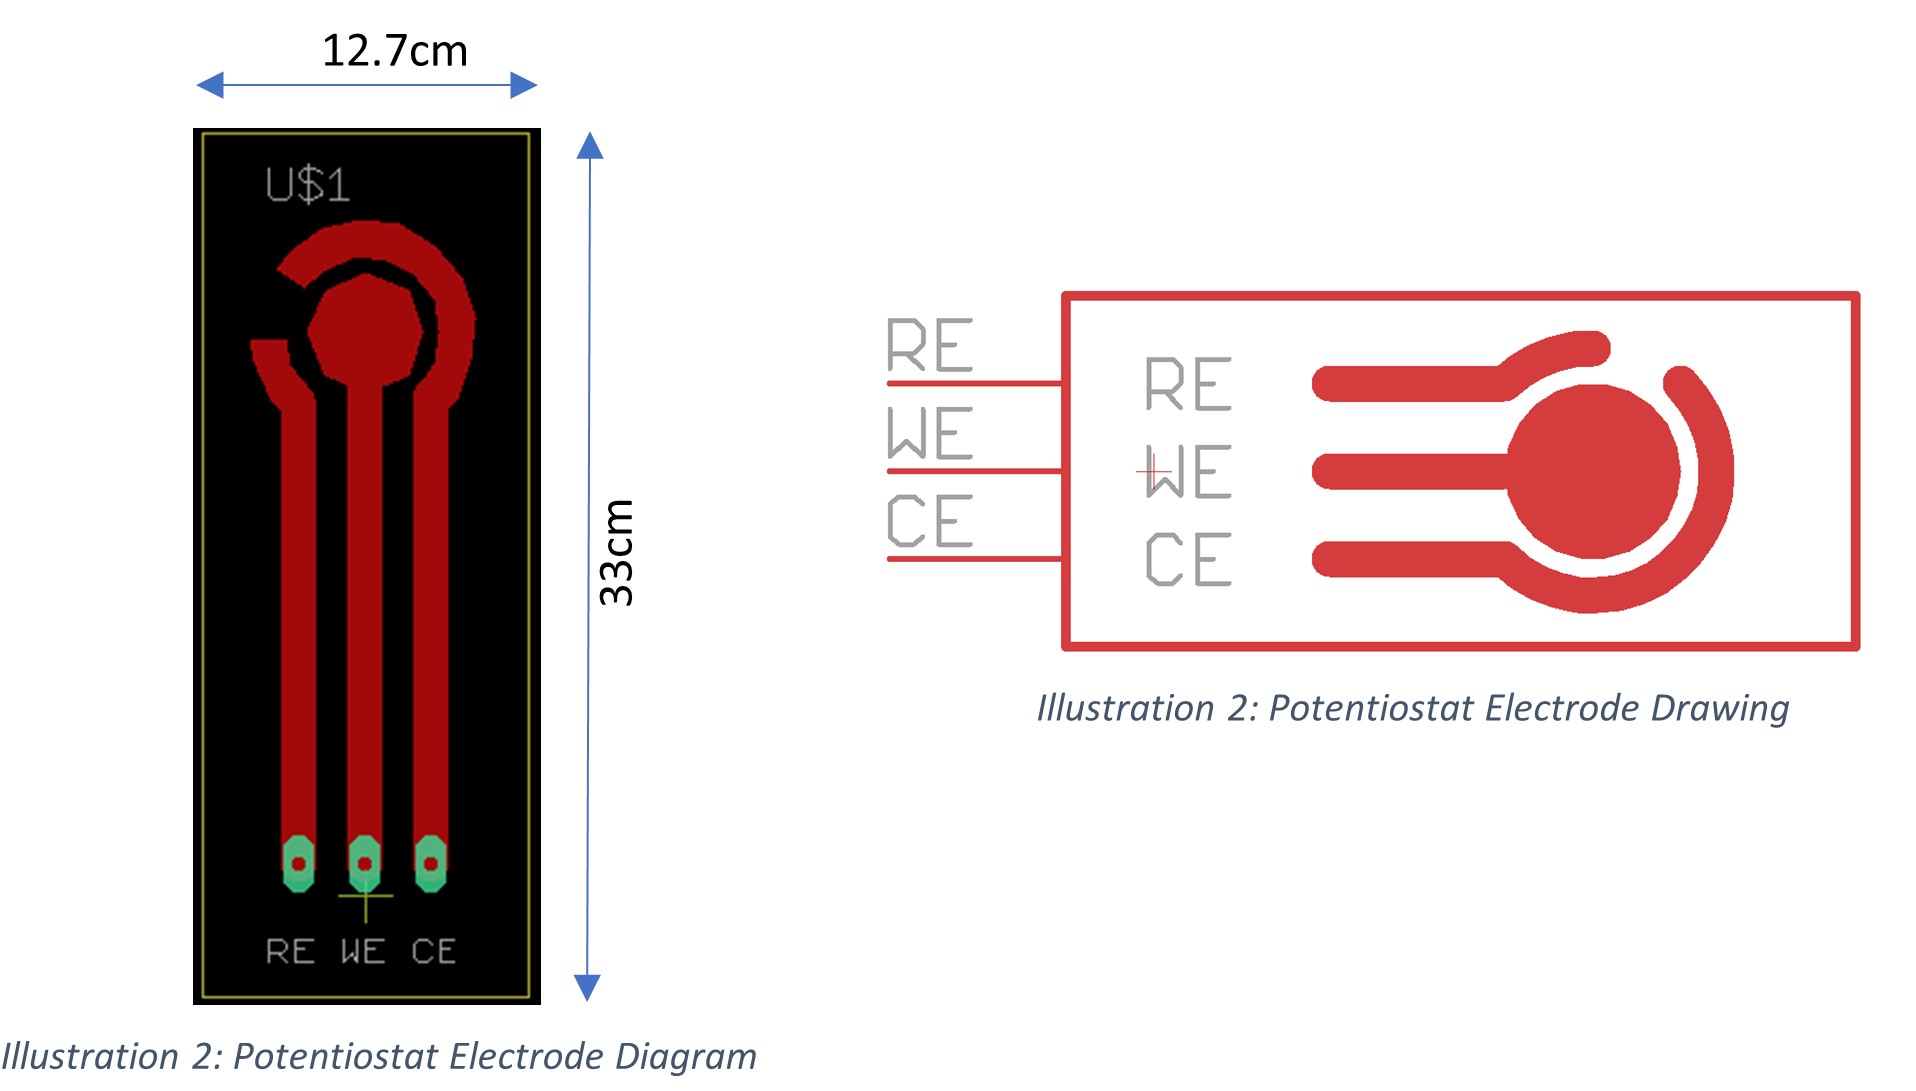 12.7cm
U$1
33cm
RE WE CE
Illustration 2: Potentiostat Electrode Diagram
RE
WE
CE
RE
WE
CE
Illustration 2: Potentiostat Electrode Drawing